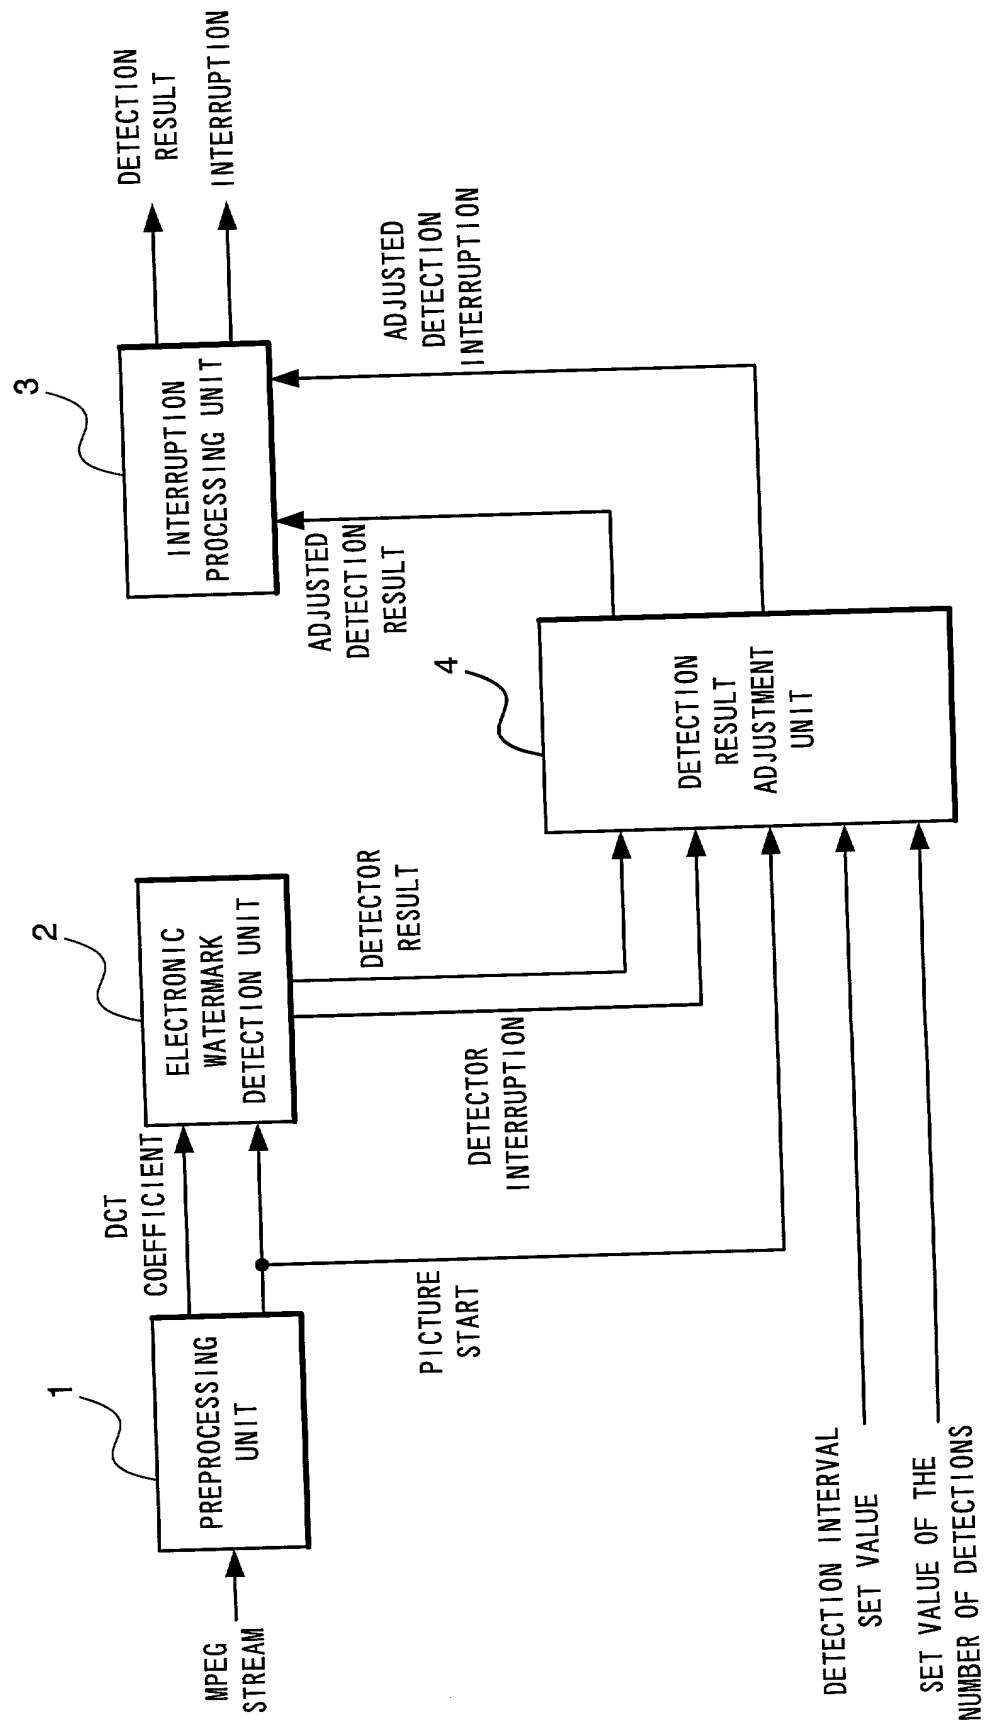 MPEG
STREAM
1
PREPROCESSING
UNIT
DCT
COEFFICIENT
PICTURE
START
2
ELECTRONIC
WATERMARK
DETECTION UNIT
DETECTOR
RESULT
DETECTOR
INTERRUPTION
DETECTION INTERVAL
SET VALUE
SET VALUE OF THE
NUMBER OF DETECTIONS
4
DETECTION
RESULT
ADJUSTMENT
UNIT
ADJUSTED
DETECTION
RESULT
ADJUSTED
DETECTION
INTERRUPTION
3
INTERRUPTION
PROCESSING UNIT
DETECTION
RESULT
INTERRUPTION